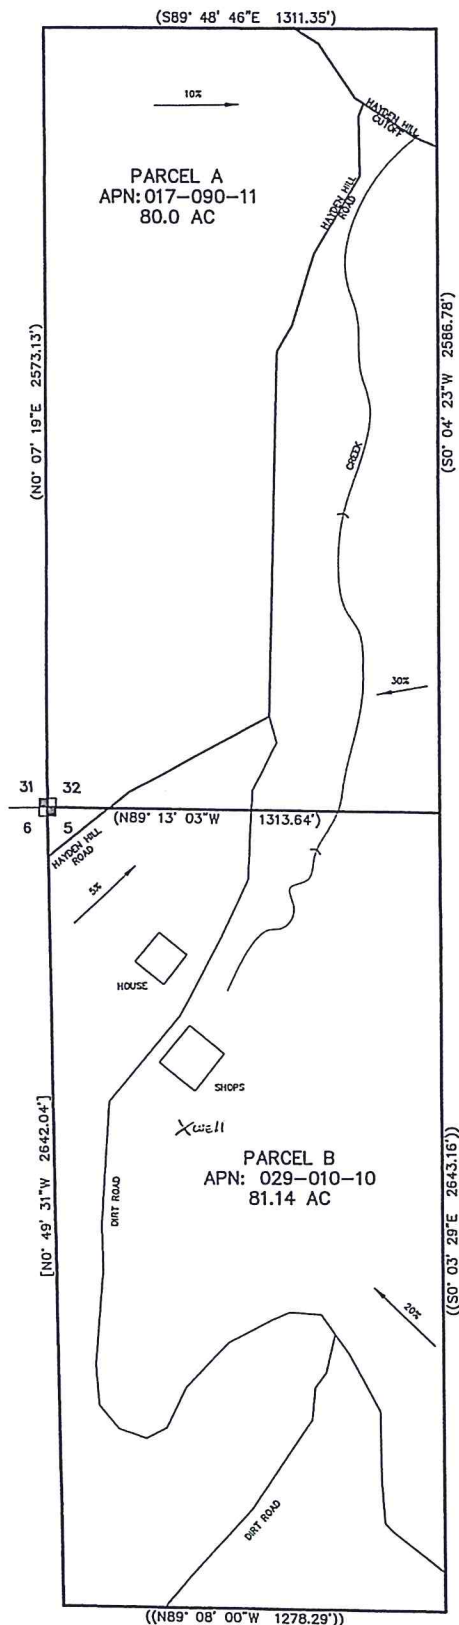 (S89° 48' 46"E 1311.35')
10%
HAYDEN HILL
CUTOFF
PARCEL A
APN: 017-090-11
80.0 AC
HAYDEN HILL
ROAD
(N0° 07' 19"E 2573.13')
(S0° 04' 23"W 2586.78')
CREEK
30%
31 32
6 5
(N89° 13' 03"W 1313.64')
HAYDEN HILL
ROAD
5%
HOUSE
SHOPS
X well
PARCEL B
APN: 029-010-10
81.14 AC
[N0° 49' 31"W 2642.04']
DIRT ROAD
((S0° 03' 29"E 2643.16'))
20%
DIRT ROAD
((N89° 08' 00"W 1278.29'))